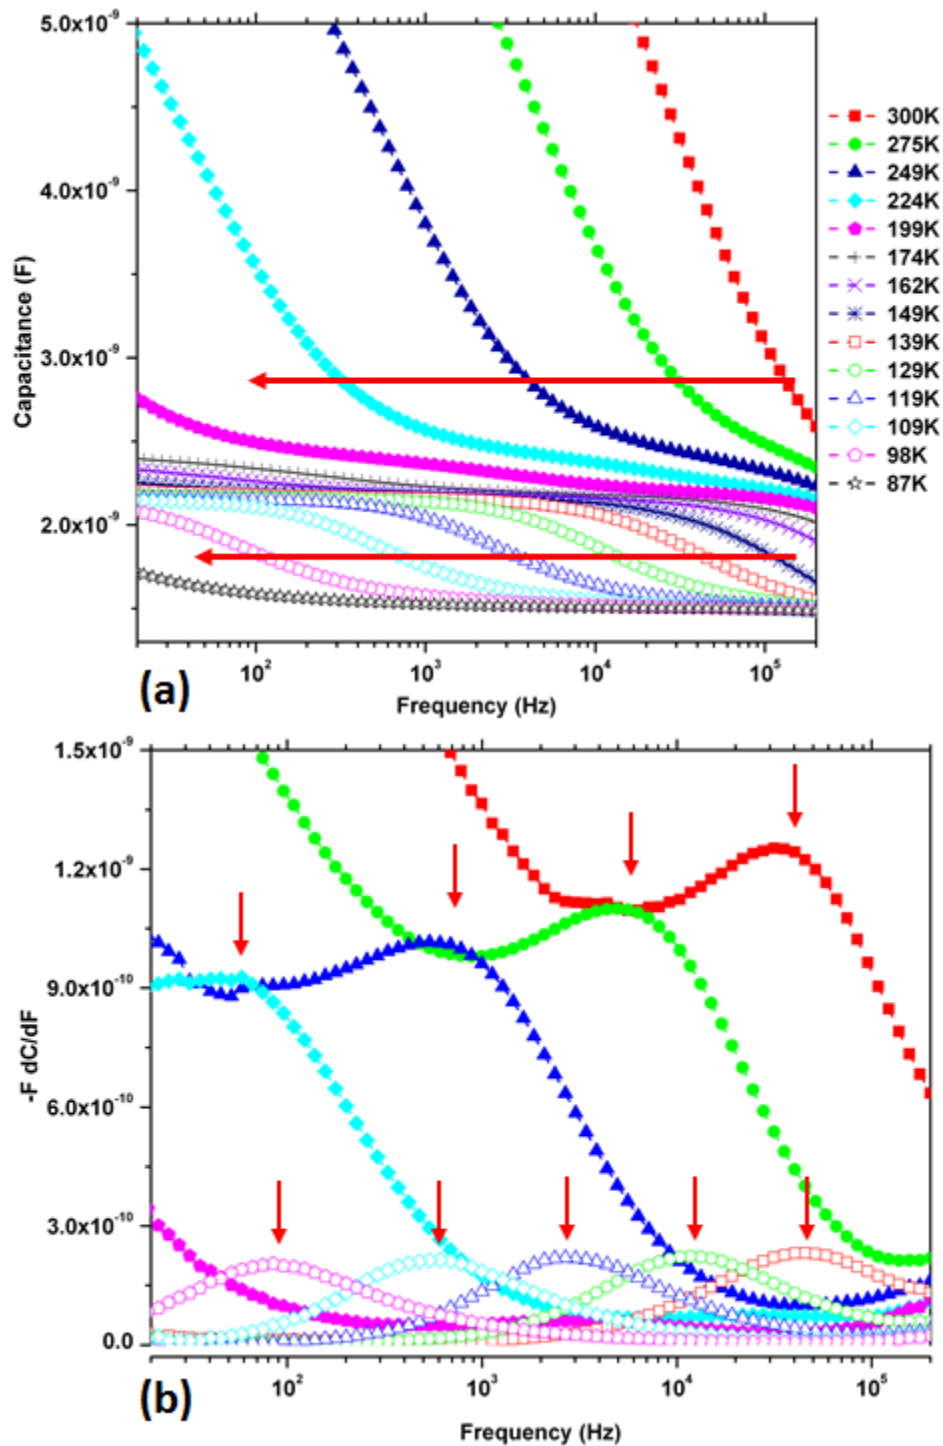 5.0x10⁻⁹
4.0x10⁻⁹
3.0x10⁻⁹
2.0x10⁻⁹
Capacitance (F)
10² 10³ 10⁴ 10⁵
Frequency (Hz)
(a)
300K
275K
249K
224K
199K
174K
162K
149K
139K
129K
119K
109K
98K
87K
1.5x10⁻⁹
1.2x10⁻⁹
9.0x10⁻¹⁰
6.0x10⁻¹⁰
3.0x10⁻¹⁰
0.0
-F dC/dF
10² 10³ 10⁴ 10⁵
Frequency (Hz)
(b)